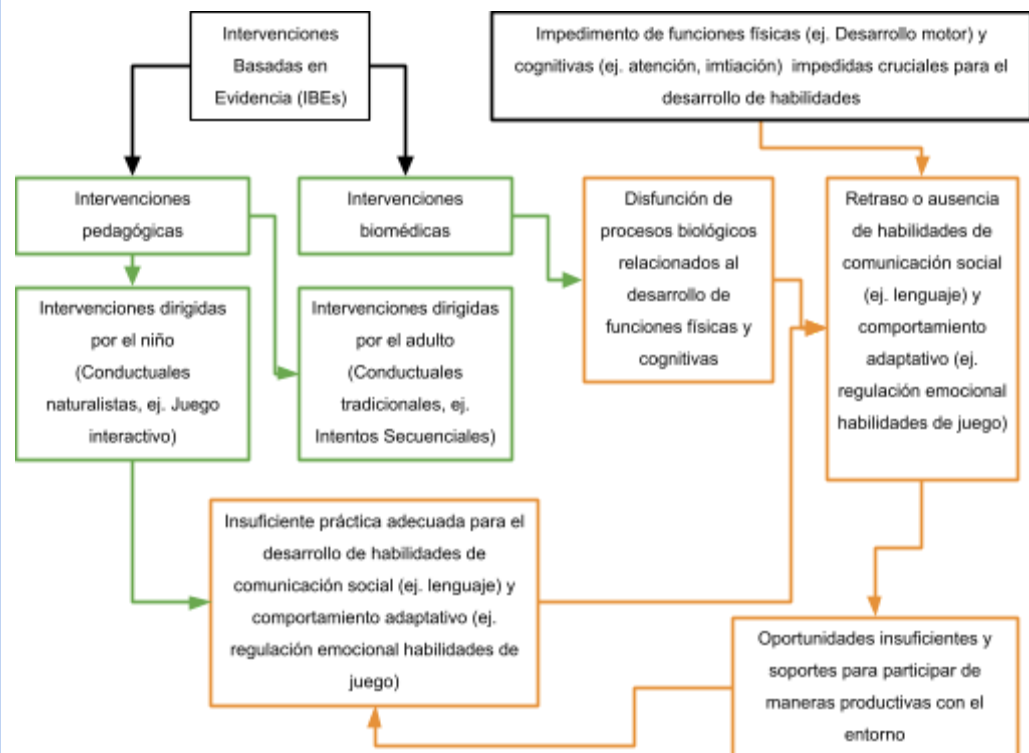 Intervenciones
Basadas en
Evidencia (IBEs)
Impedimento de funciones físicas (ej. Desarrollo motor) y
cognitivas (ej. atención, imtiación) impedidas cruciales para el
desarrollo de habilidades
Intervenciones
pedagógicas
Intervenciones
biomédicas
Disfunción de
procesos biológicos
relacionados al
desarrollo de
funciones físicas y
cognitivas
Retraso o ausencia
de habilidades de
comunicación social
(ej. lenguaje) y
comportamiento
adaptativo (ej.
regulación emocional
habilidades de juego)
Intervenciones dirigidas
por el niño
(Conductuales
naturalistas, ej. Juego
interactivo)
Intervenciones dirigidas
por el adulto
(Conductuales
tradicionales, ej.
Intentos Secuenciales)
Insuficiente práctica adecuada para el
desarrollo de habilidades de
comunicación social (ej. lenguaje) y
comportamiento adaptativo (ej.
regulación emocional habilidades de
juego)
Oportunidades insuficientes y
soportes para participar de
maneras productivas con el
entorno